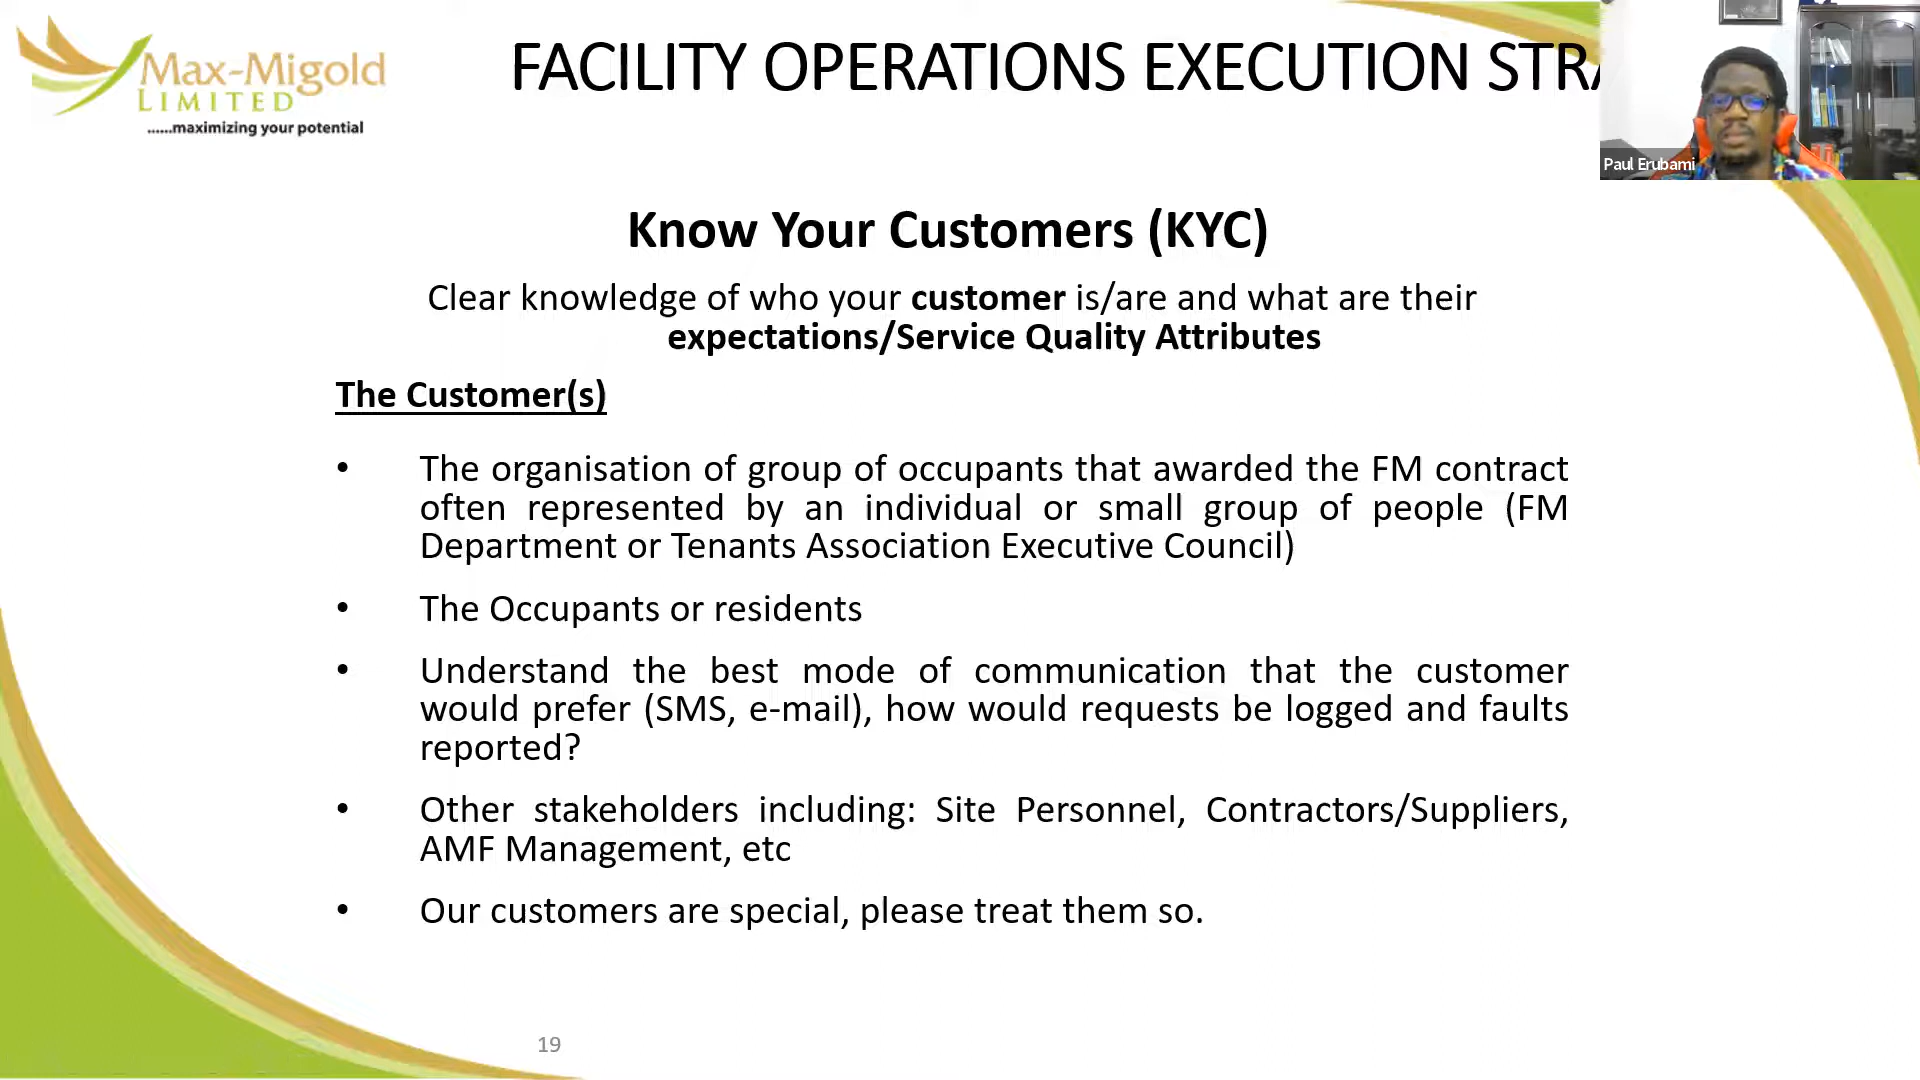 Max-Migold
LIMITED
......maximizing your potential
FACILITY OPERATIONS EXECUTION
Paul Erubami
Know Your Customers (KYC)
Clear knowledge of who your customer is/are and what are their
expectations/Service Quality Attributes
The Customer(s)
• The organisation of group of occupants that awarded the FM contract
often represented by an individual or small group of people (FM
Department or Tenants Association Executive Council)
• The Occupants or residents
• Understand the best mode of communication that the customer
would prefer (SMS, e-mail), how would requests be logged and faults
reported?
• Other stakeholders including: Site Personnel, Contractors/Suppliers,
AMF Management, etc
• Our customers are special, please treat them so.
19